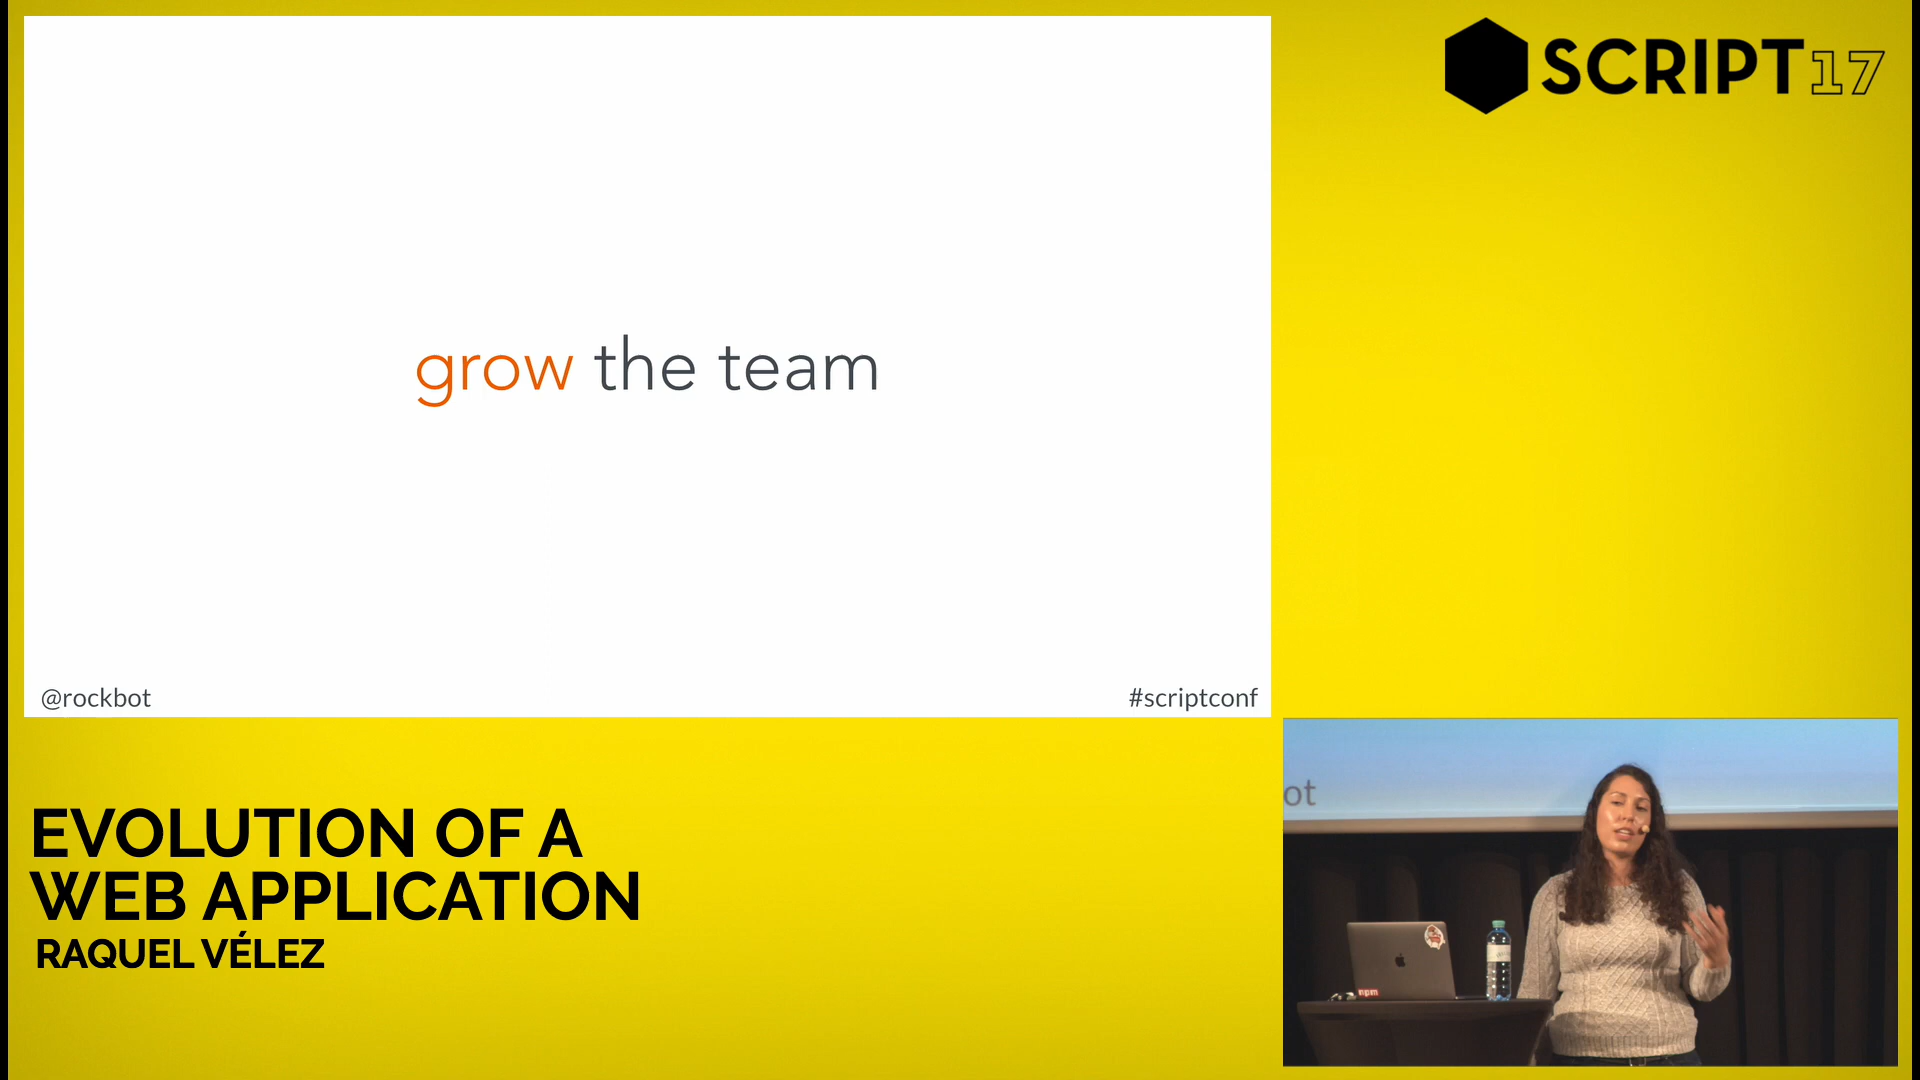 SCRIPT17
grow the team
@rockbot
#scriptconf
ot
EVOLUTION OF A
WEB APPLICATION
RAQUEL VÉLEZ
npm